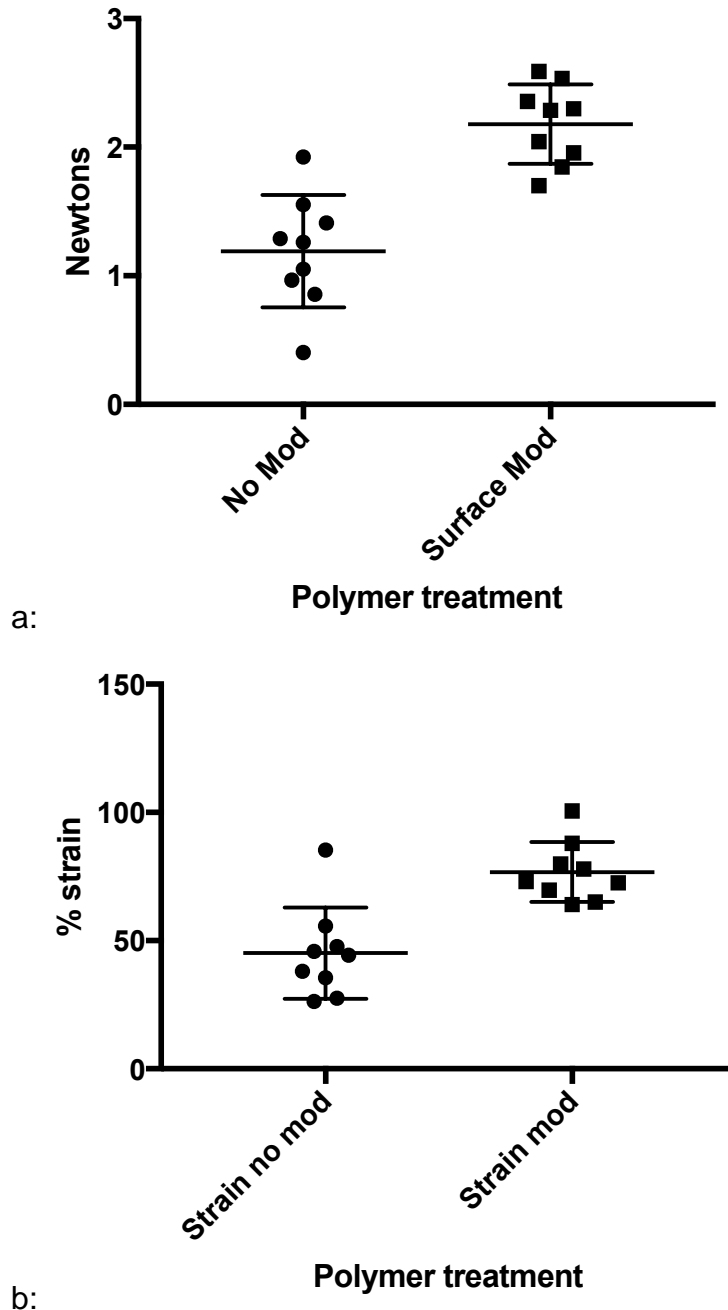 3
2
1
0
Newtons
No Mod
Surface Mod
Polymer treatment
a:
150
100
50
0
% strain
Strain no mod
Strain mod
Polymer treatment
b: